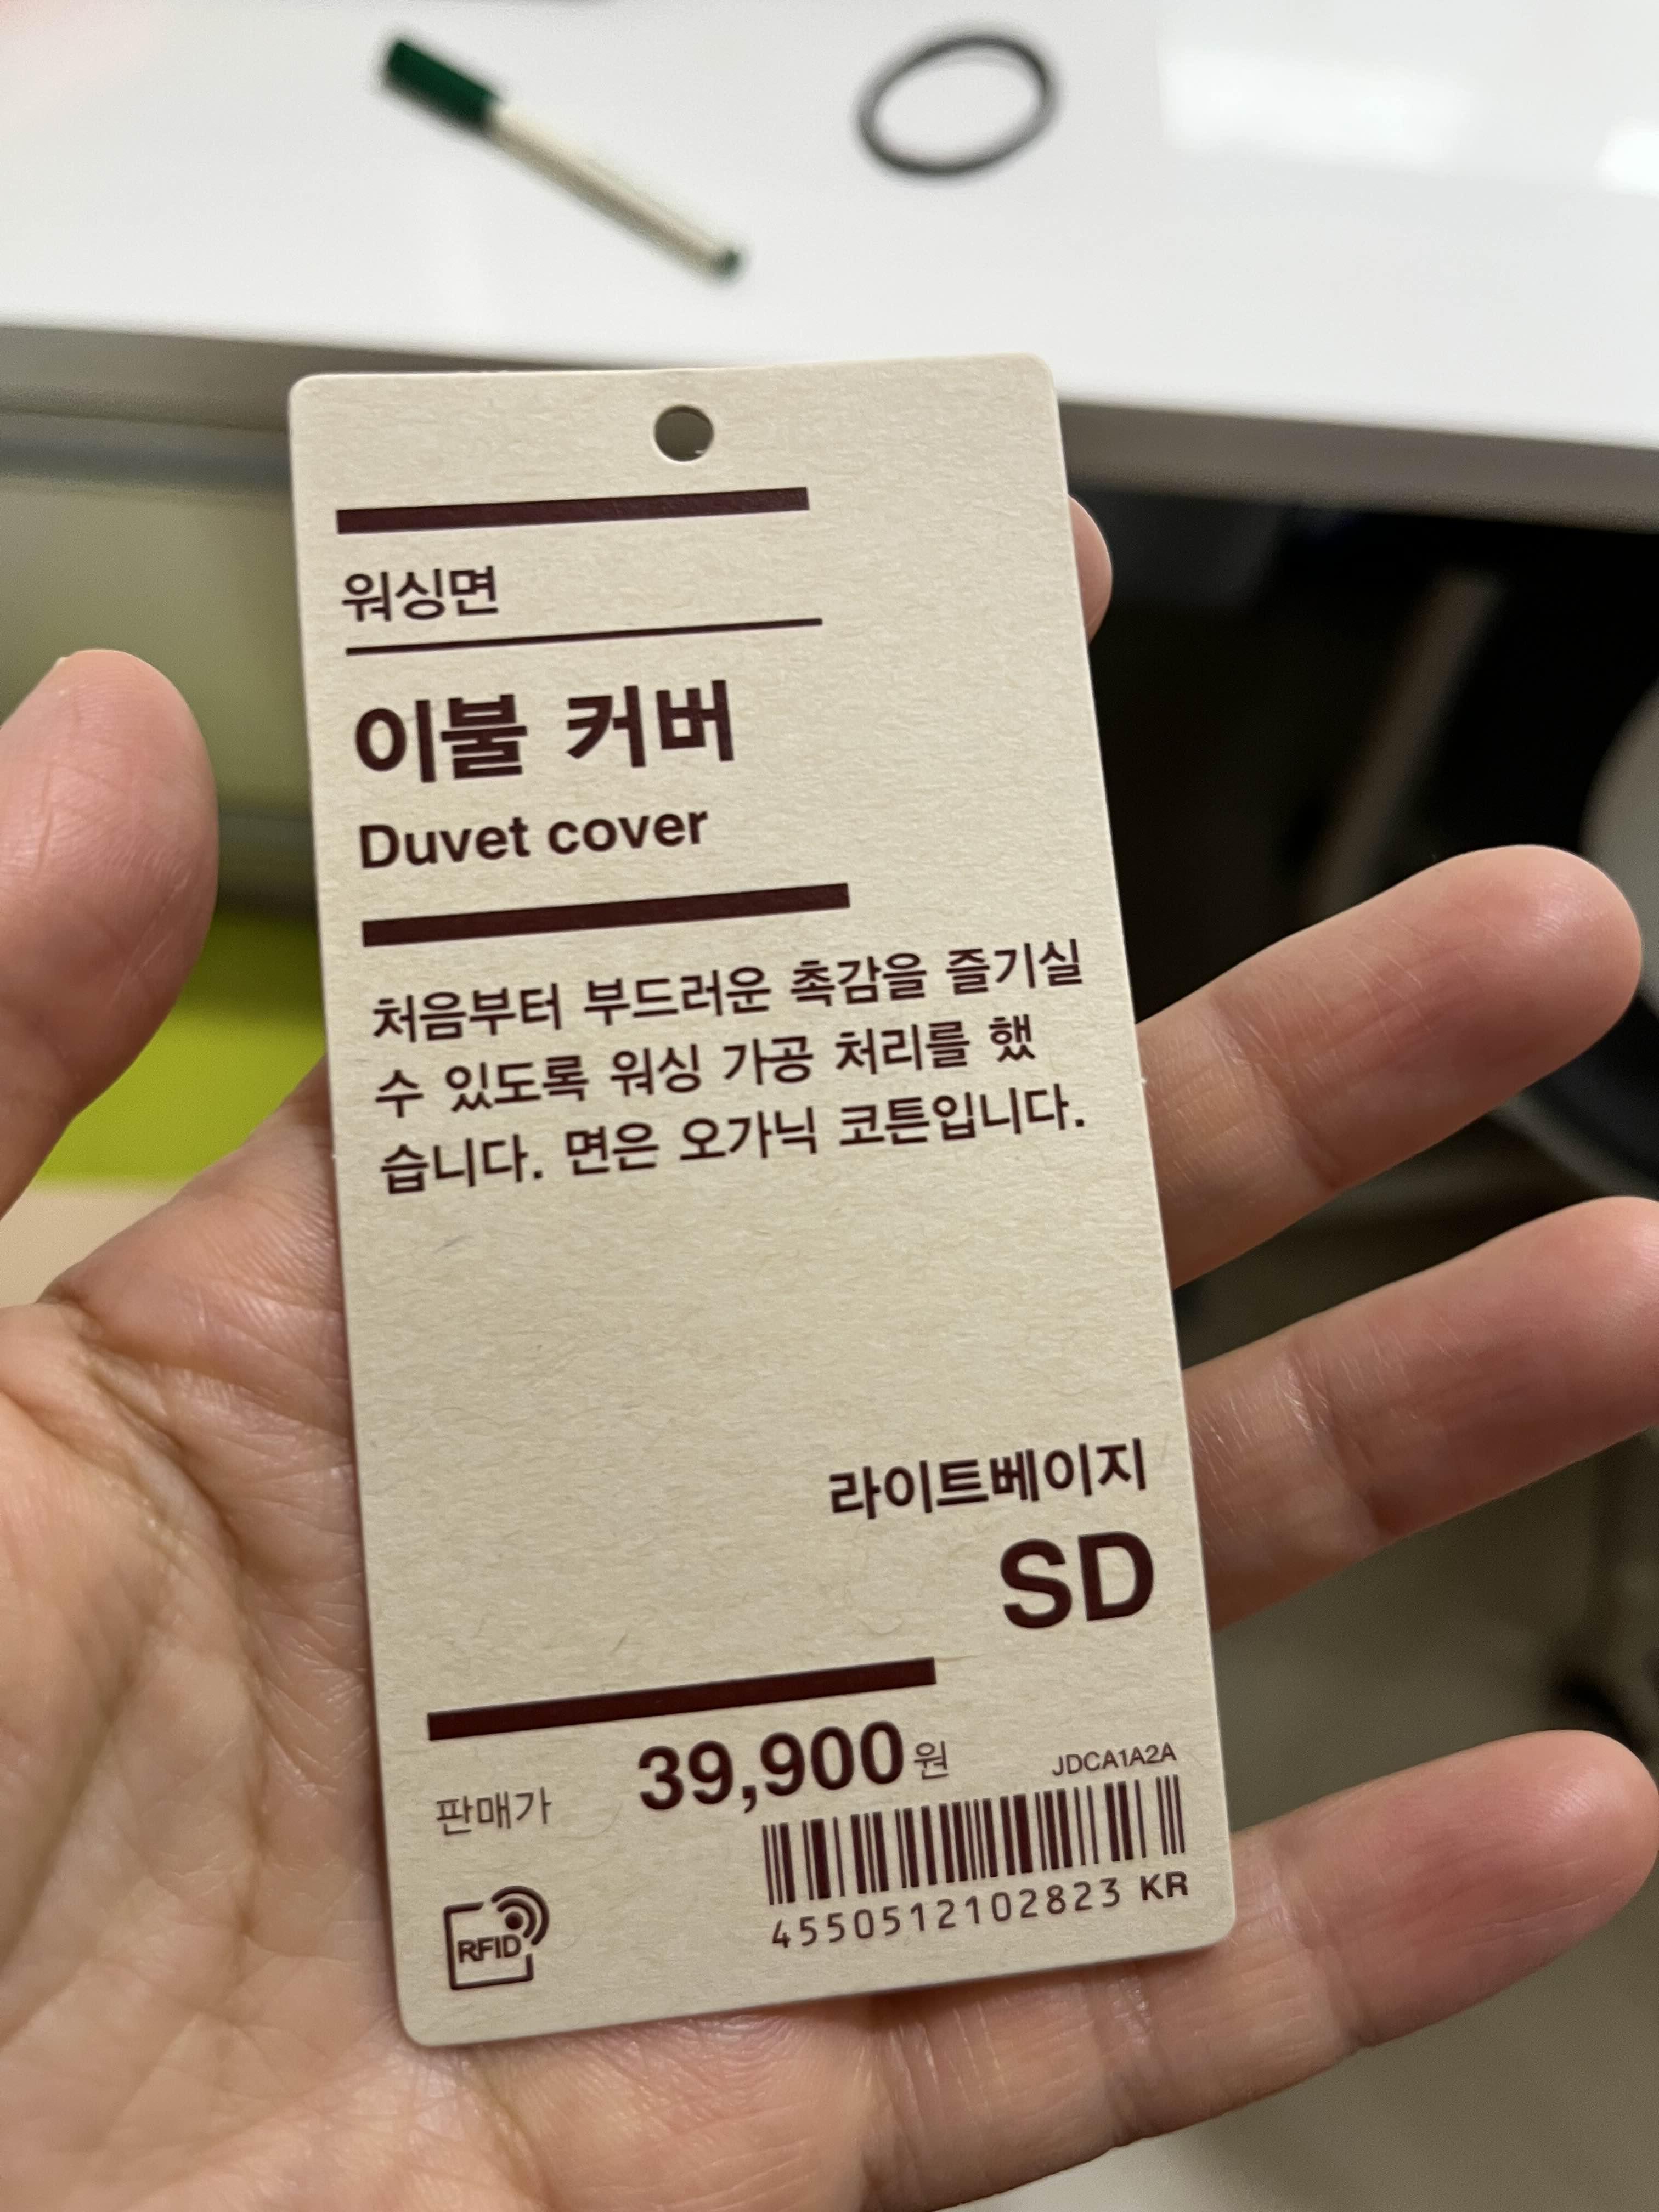 워싱면
이불 커버
Duvet cover
처음부터 부드러운 촉감을 즐기실
수 있도록 워싱 가공 처리를 했
습니다. 면은 오가닉 코튼입니다.
라이트베이지
SD
판매가 39,900원
JDCA1A2A
4550512102823 KR
RFID